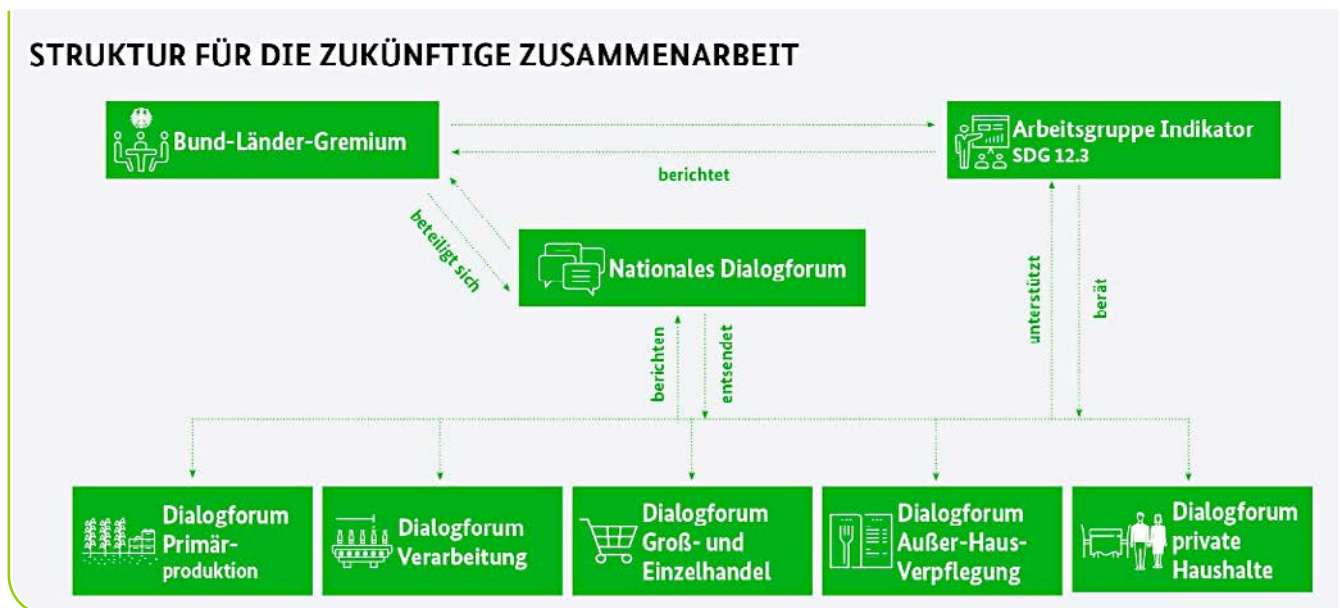 STRUKTUR FÜR DIE ZUKÜNFTIGE ZUSAMMENARBEIT
Bund-Länder-Gremium
Arbeitsgruppe Indikator
SDG 12.3
berichtet
beteiligt sich
Nationales Dialogforum
berichten
entsendet
unterstützt
berät
Dialogforum
Primär-
produktion
Dialogforum
Verarbeitung
Dialogforum
Groß- und
Einzelhandel
Dialogforum
Außer-Haus-
Verpflegung
Dialogforum
private
Haushalte